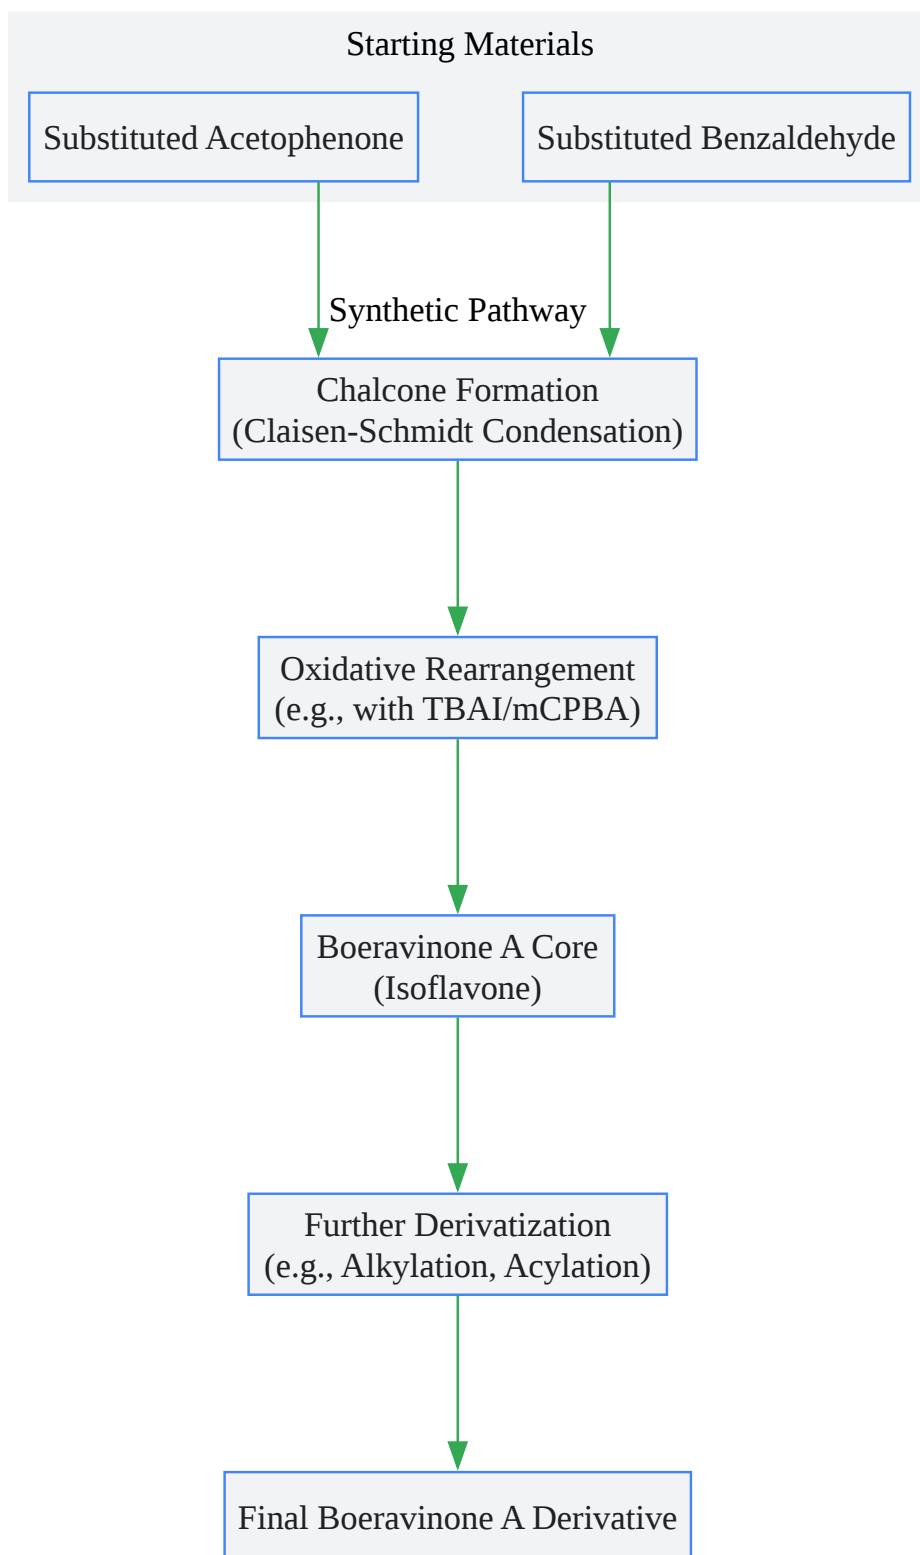 Starting Materials
Substituted Acetophenone
Substituted Benzaldehyde
Synthetic Pathway
Chalcone Formation
(Claisen-Schmidt Condensation)
Oxidative Rearrangement
(e.g., with TBAI/mCPBA)
Boeravinone A Core
(Isoflavone)
Further Derivatization
(e.g., Alkylation, Acylation)
Final Boeravinone A Derivative